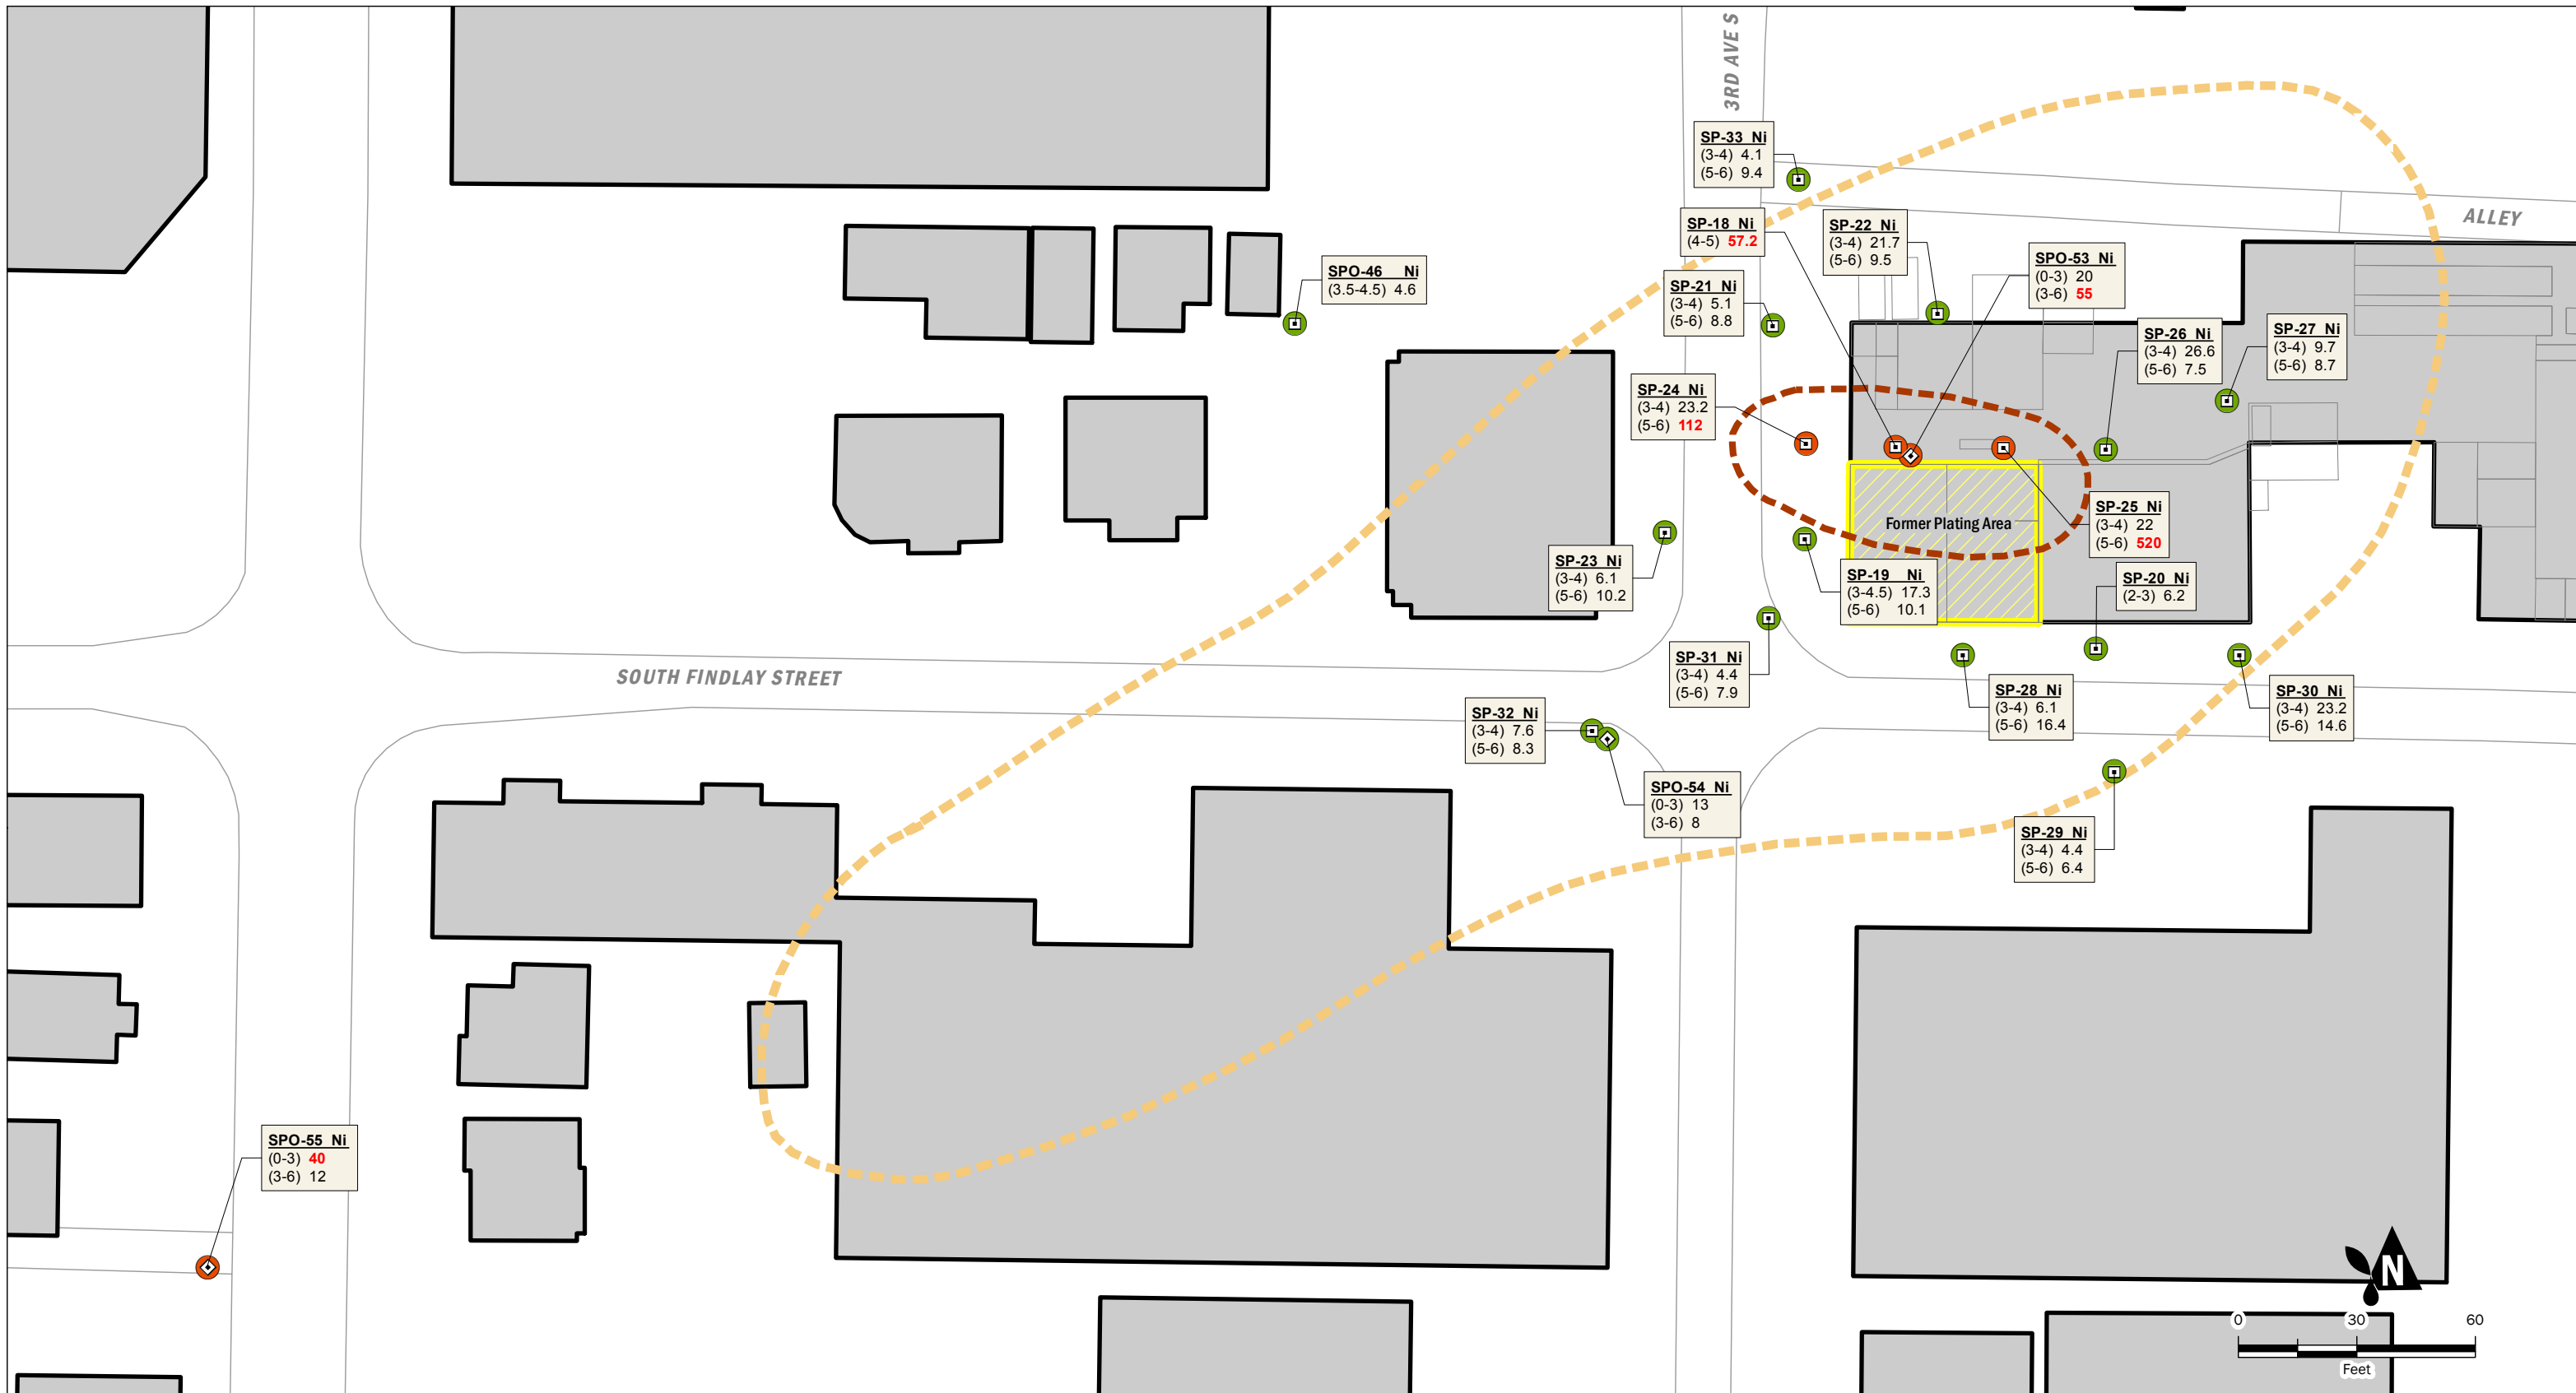 3RD AVE S
SP-33 Ni
(3-4) 4.1
(5-6) 9.4
SP-18 Ni
(4-5) 57.2
SP-22 Ni
(3-4) 21.7
(5-6) 9.5
ALLEY
SPO-53 Ni
(0-3) 20
(3-6) 55
SPO-46 Ni
(3.5-4.5) 4.6
SP-21 Ni
(3-4) 5.1
(5-6) 8.8
SP-26 Ni
(3-4) 26.6
(5-6) 7.5
SP-27 Ni
(3-4) 9.7
(5-6) 8.7
SP-24 Ni
(3-4) 23.2
(5-6) 112
SP-25 Ni
(3-4) 22
(5-6) 520
Former Plating Area
SP-23 Ni
(3-4) 6.1
(5-6) 10.2
SP-19 Ni
(3-4.5) 17.3
(5-6) 10.1
SP-20 Ni
(2-3) 6.2
SOUTH FINDLAY STREET
SP-31 Ni
(3-4) 4.4
(5-6) 7.9
SP-28 Ni
(3-4) 6.1
(5-6) 16.4
SP-30 Ni
(3-4) 23.2
(5-6) 14.6
SP-32 Ni
(3-4) 7.6
(5-6) 8.3
SPO-54 Ni
(0-3) 13
(3-6) 8
SP-29 Ni
(3-4) 4.4
(5-6) 6.4
SPO-55 Ni
(0-3) 40
(3-6) 12
N
0 30 60
Feet